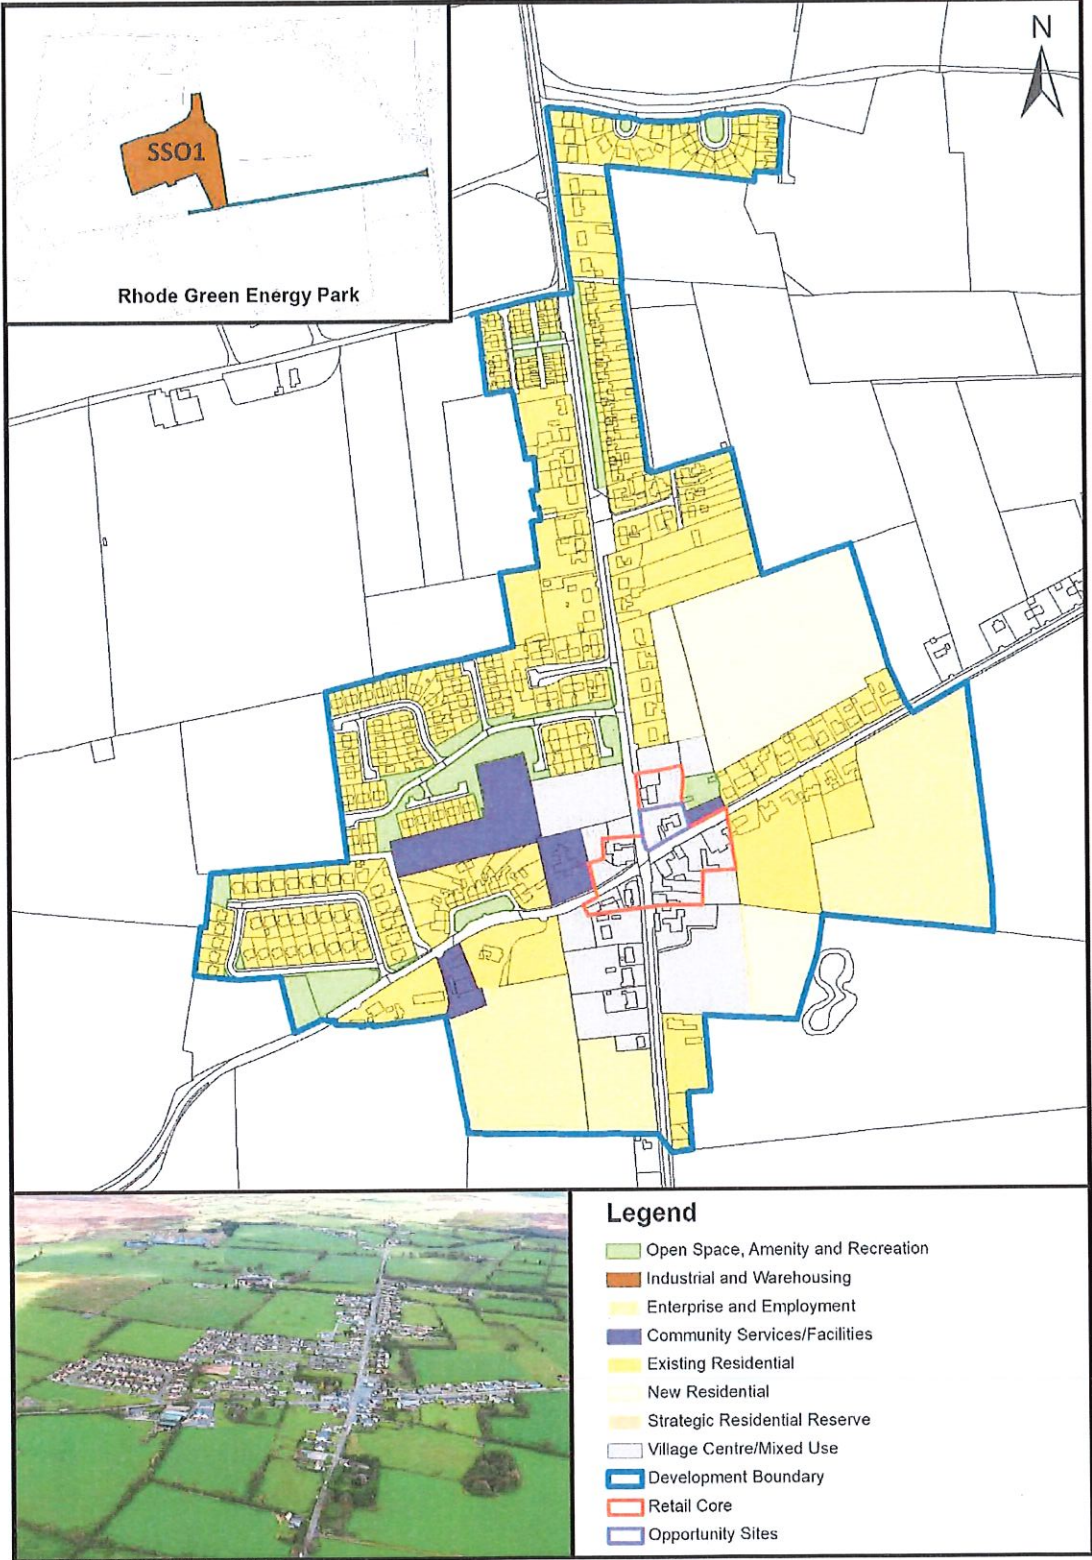 N
SSO1
Rhode Green Energy Park
Legend
Open Space, Amenity and Recreation
Industrial and Warehousing
Enterprise and Employment
Community Services/Facilities
Existing Residential
New Residential
Strategic Residential Reserve
Village Centre/Mixed Use
Development Boundary
Retail Core
Opportunity Sites